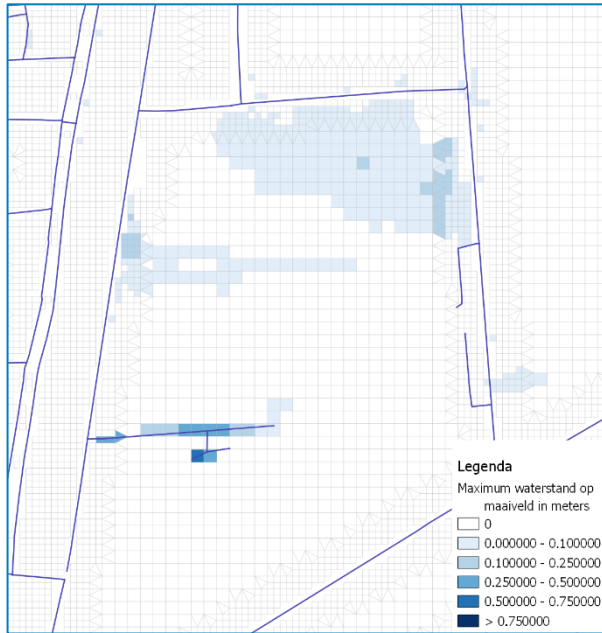 Legenda
Maximum waterstand op
maaiveld in meters
0
0.000000 - 0.100000
0.100000 - 0.250000
0.250000 - 0.500000
0.500000 - 0.750000
> 0.750000